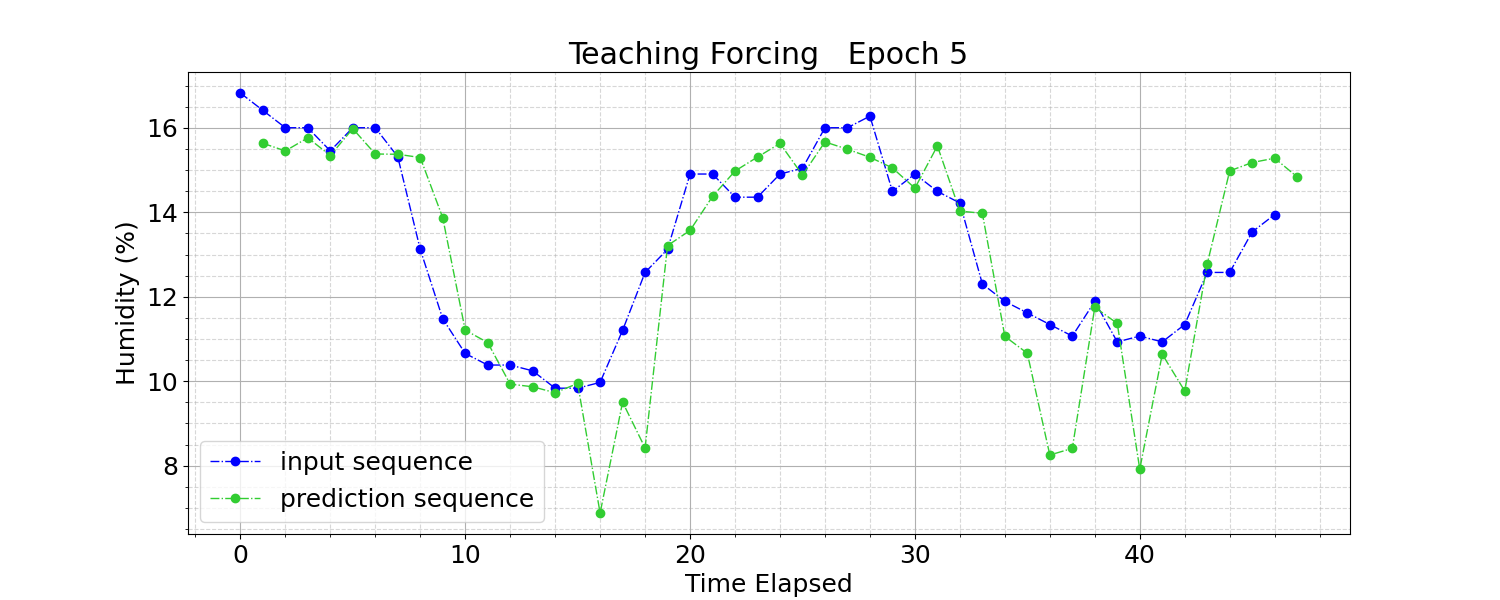 Teaching Forcing   Epoch 5
Humidity (%)
16
14
12
10
8
input sequence
prediction sequence
0 10 20 30 40
Time Elapsed